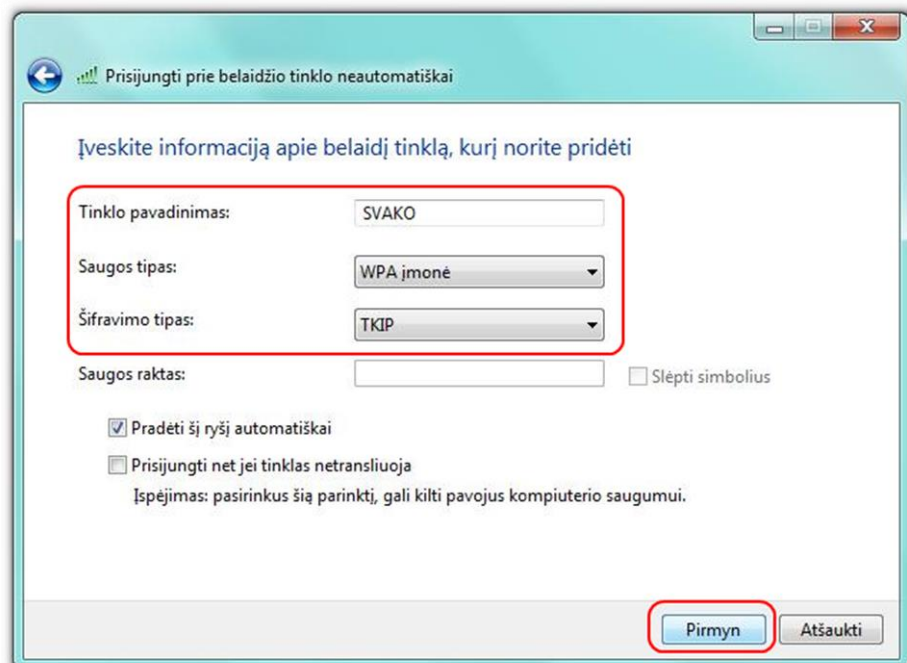 Prisijungti prie belaidžio tinklo neautomatiškai
Įveskite informaciją apie belaidį tinklą, kurį norite pridėti
Tinklo pavadinimas: SVAKO
Saugos tipas: WPA įmonė
Šifravimo tipas: TKIP
Saugos raktas: Slėpti simbolius
Pradėti šį ryšį automatiškai
Prisijungti net jei tinklas netransliuoja
Įspėjimas: pasirinkus šią parinktį, gali kilti pavojus kompiuterio saugumui.
Pirmyn Atšaukti